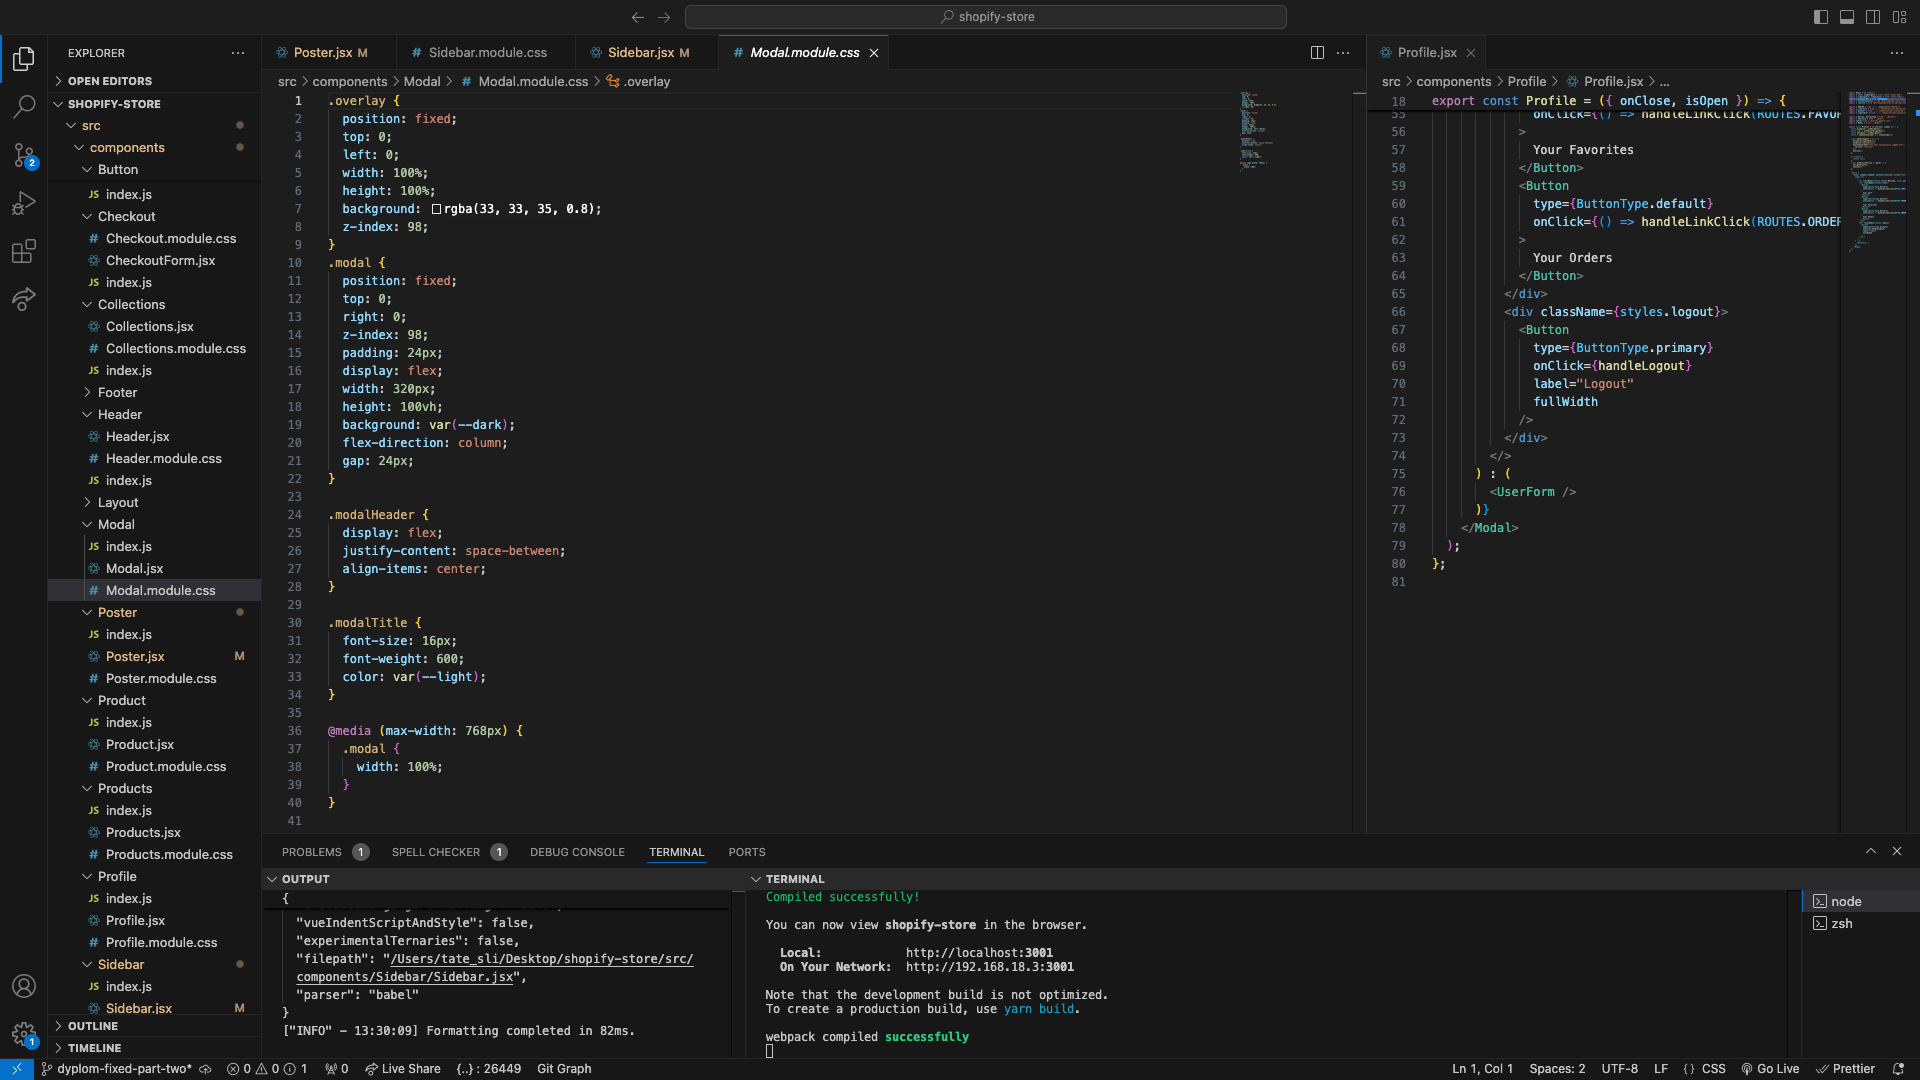 shopify-store
EXPLORER
OPEN EDITORS
SHOPIFY-STORE
src
components
Button
JS index.js
Checkout
# Checkout.module.css
CheckoutForm.jsx
JS index.js
Collections
Collections.jsx
# Collections.module.css
JS index.js
Footer
Header
Header.jsx
# Header.module.css
JS index.js
Layout
Modal
JS index.js
Modal.jsx
# Modal.module.css
Poster
JS index.js
Poster.jsx M
# Poster.module.css
Product
JS index.js
Product.jsx
# Product.module.css
Products
JS index.js
Products.jsx
# Products.module.css
Profile
JS index.js
Profile.jsx
# Profile.module.css
Sidebar
JS index.js
Sidebar.jsx M
OUTLINE
TIMELINE
2
1
Poster.jsx M
# Sidebar.module.css
Sidebar.jsx M
# Modal.module.css
src > components > Modal > # Modal.module.css > .overlay
1 .overlay {
2 position: fixed;
3 top: 0;
4 left: 0;
5 width: 100%;
6 height: 100%;
7 background: rgba(33, 33, 35, 0.8);
8 z-index: 98;
9 }
10 .modal {
11 position: fixed;
12 top: 0;
13 right: 0;
14 z-index: 98;
15 padding: 24px;
16 display: flex;
17 width: 320px;
18 height: 100vh;
19 background: var(--dark);
20 flex-direction: column;
21 gap: 24px;
22 }
23
24 .modalHeader {
25 display: flex;
26 justify-content: space-between;
27 align-items: center;
28 }
29
30 .modalTitle {
31 font-size: 16px;
32 font-weight: 600;
33 color: var(--light);
34 }
35
36 @media (max-width: 768px) {
37 .modal {
38 width: 100%;
39 }
40 }
41
Profile.jsx
src > components > Profile > Profile.jsx > ...
18 export const Profile = ({ onClose, isOpen }) => {
55 onClick={() => handleLinkClick(ROUTES.FAVOR
56 >
57 Your Favorites
58 </Button>
59 <Button
60 type={ButtonType.default}
61 onClick={() => handleLinkClick(ROUTES.ORDER
62 >
63 Your Orders
64 </Button>
65 </div>
66 <div className={styles.logout}>
67 <Button
68 type={ButtonType.primary}
69 onClick={handleLogout}
70 label="Logout"
71 fullWidth
72 />
73 </div>
74 </>
75 ) : (
76 <UserForm />
77 )}
78 </Modal>
79 );
80 };
81
PROBLEMS 1
SPELL CHECKER 1
DEBUG CONSOLE
TERMINAL
PORTS
OUTPUT
{
"vueIndentScriptAndStyle": false,
"experimentalTernaries": false,
"filepath": "/Users/tate_sli/Desktop/shopify-store/src/
components/Sidebar/Sidebar.jsx",
"parser": "babel"
}
["INFO" - 13:30:09] Formatting completed in 82ms.
TERMINAL
Compiled successfully!
You can now view shopify-store in the browser.
Local: http://localhost:3001
On Your Network: http://192.168.18.3:3001
Note that the development build is not optimized.
To create a production build, use yarn build.
webpack compiled successfully
node
zsh
dyplom-fixed-part-two*
0 0 1
0
Live Share
{..} : 26449
Git Graph
Ln 1, Col 1
Spaces: 2
UTF-8
LF
{ } CSS
Go Live
Prettier